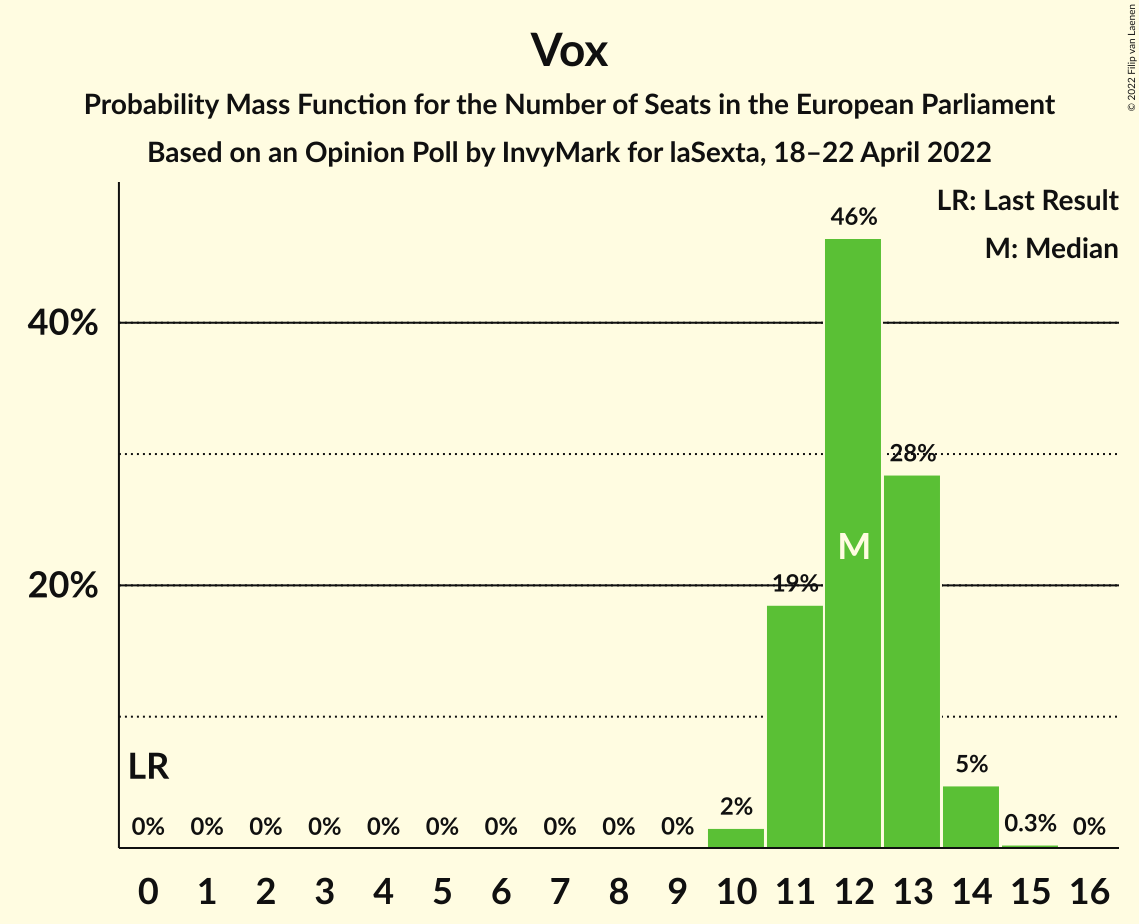 Vox
Probability Mass Function for the Number of Seats in the European Parliament
Based on an Opinion Poll by InvyMark for laSexta, 18–22 April 2022
© 2022 Filip van Laenen
LR: Last Result
M: Median
40%
20%
46%
28%
19%
M
LR
0% 0% 0% 0% 0% 0% 0% 0% 0% 0% 2% 5% 0.3% 0%
0 1 2 3 4 5 6 7 8 9 10 11 12 13 14 15 16